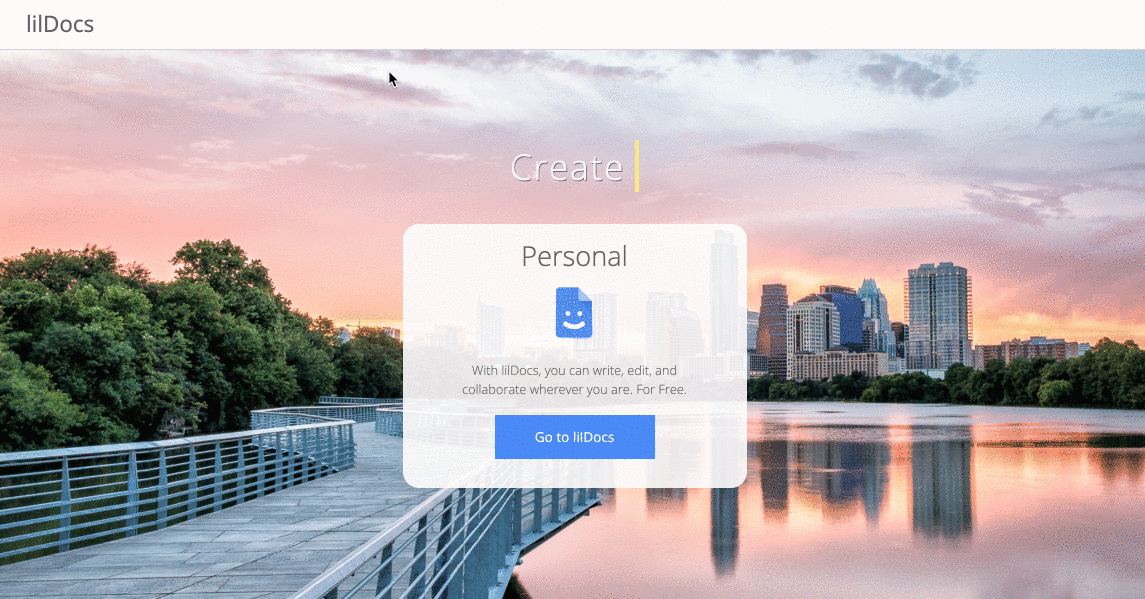 lilDocs
Create
Personal
With lilDocs, you can write, edit, and
collaborate wherever you are. For Free.
Go to lilDocs